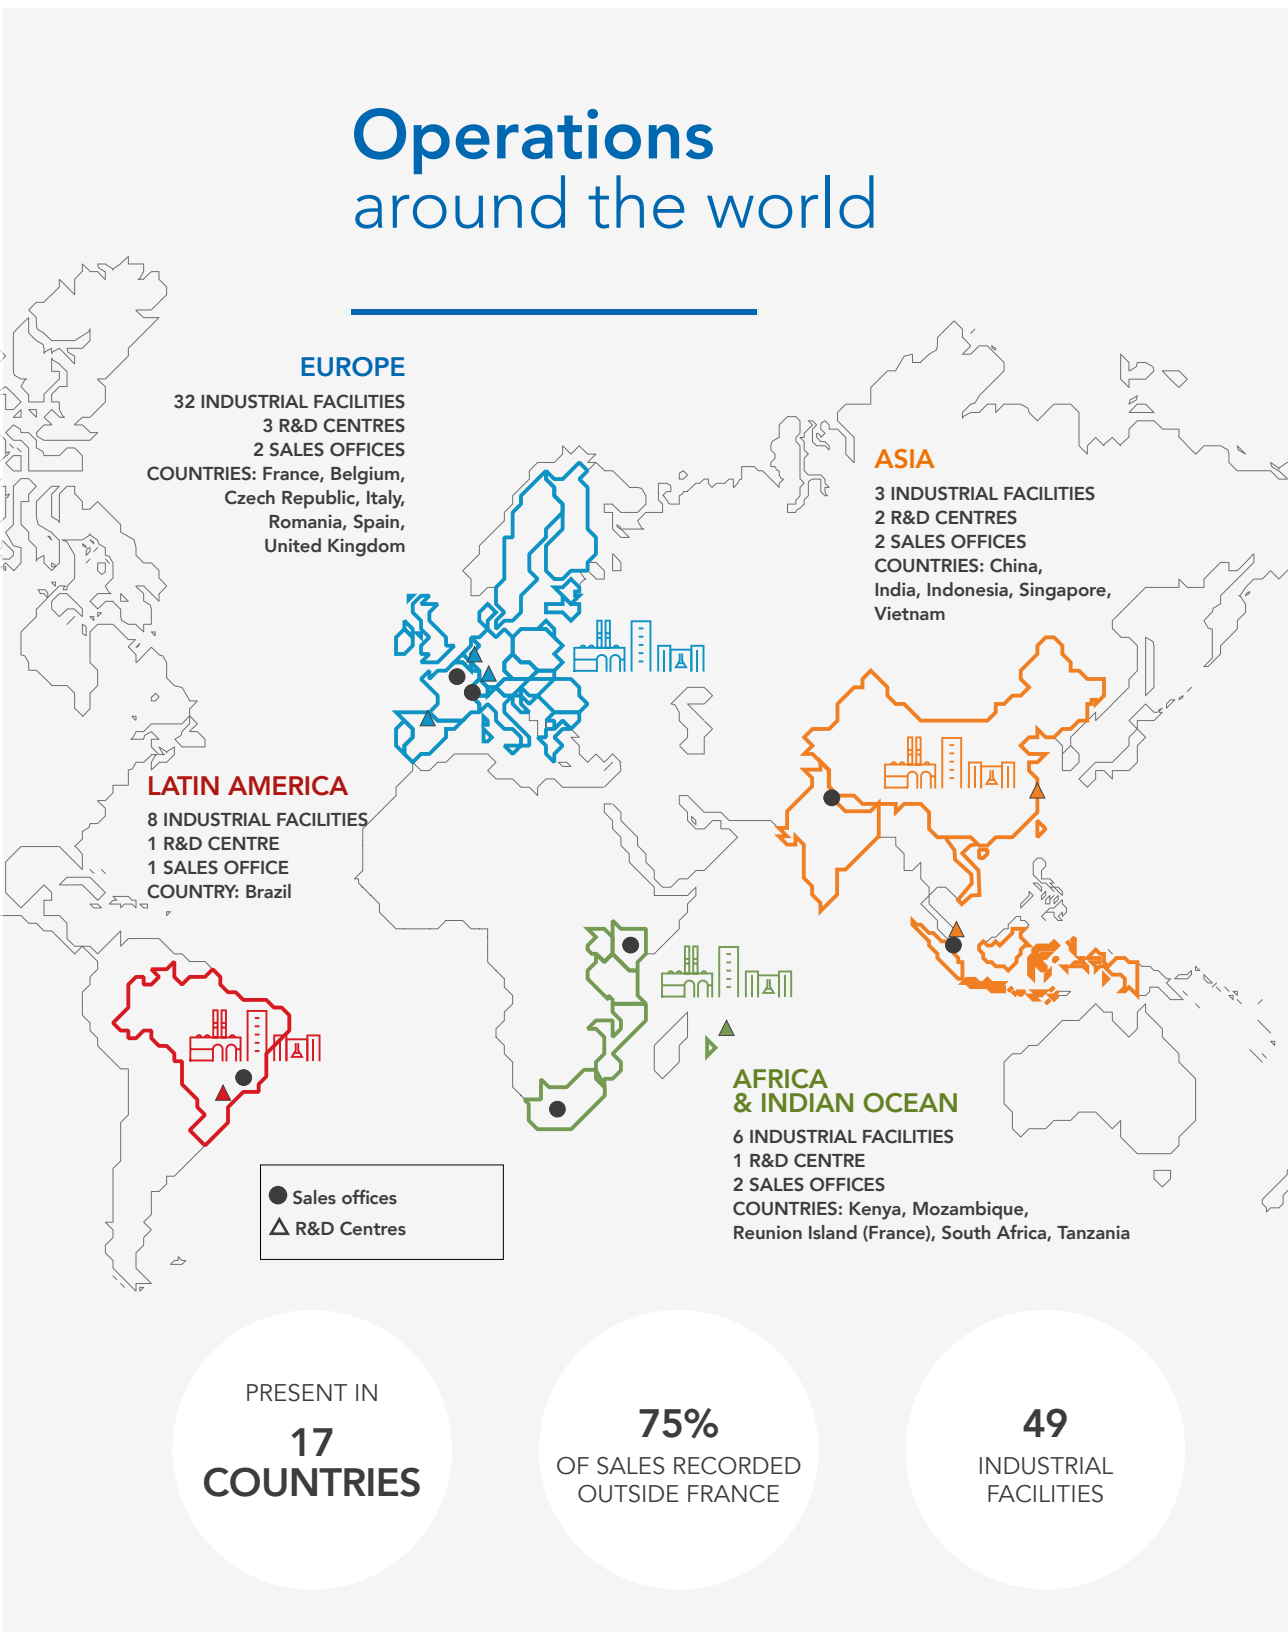 Operations
around the world
EUROPE
32 INDUSTRIAL FACILITIES
3 R&D CENTRES
2 SALES OFFICES
COUNTRIES: France, Belgium,
Czech Republic, Italy,
Romania, Spain,
United Kingdom
ASIA
3 INDUSTRIAL FACILITIES
2 R&D CENTRES
2 SALES OFFICES
COUNTRIES: China,
India, Indonesia, Singapore,
Vietnam
LATIN AMERICA
8 INDUSTRIAL FACILITIES
1 R&D CENTRE
1 SALES OFFICE
COUNTRY: Brazil
AFRICA
& INDIAN OCEAN
6 INDUSTRIAL FACILITIES
1 R&D CENTRE
2 SALES OFFICES
COUNTRIES: Kenya, Mozambique,
Reunion Island (France), South Africa, Tanzania
Sales offices
R&D Centres
PRESENT IN
17
COUNTRIES
75%
OF SALES RECORDED
OUTSIDE FRANCE
49
INDUSTRIAL
FACILITIES